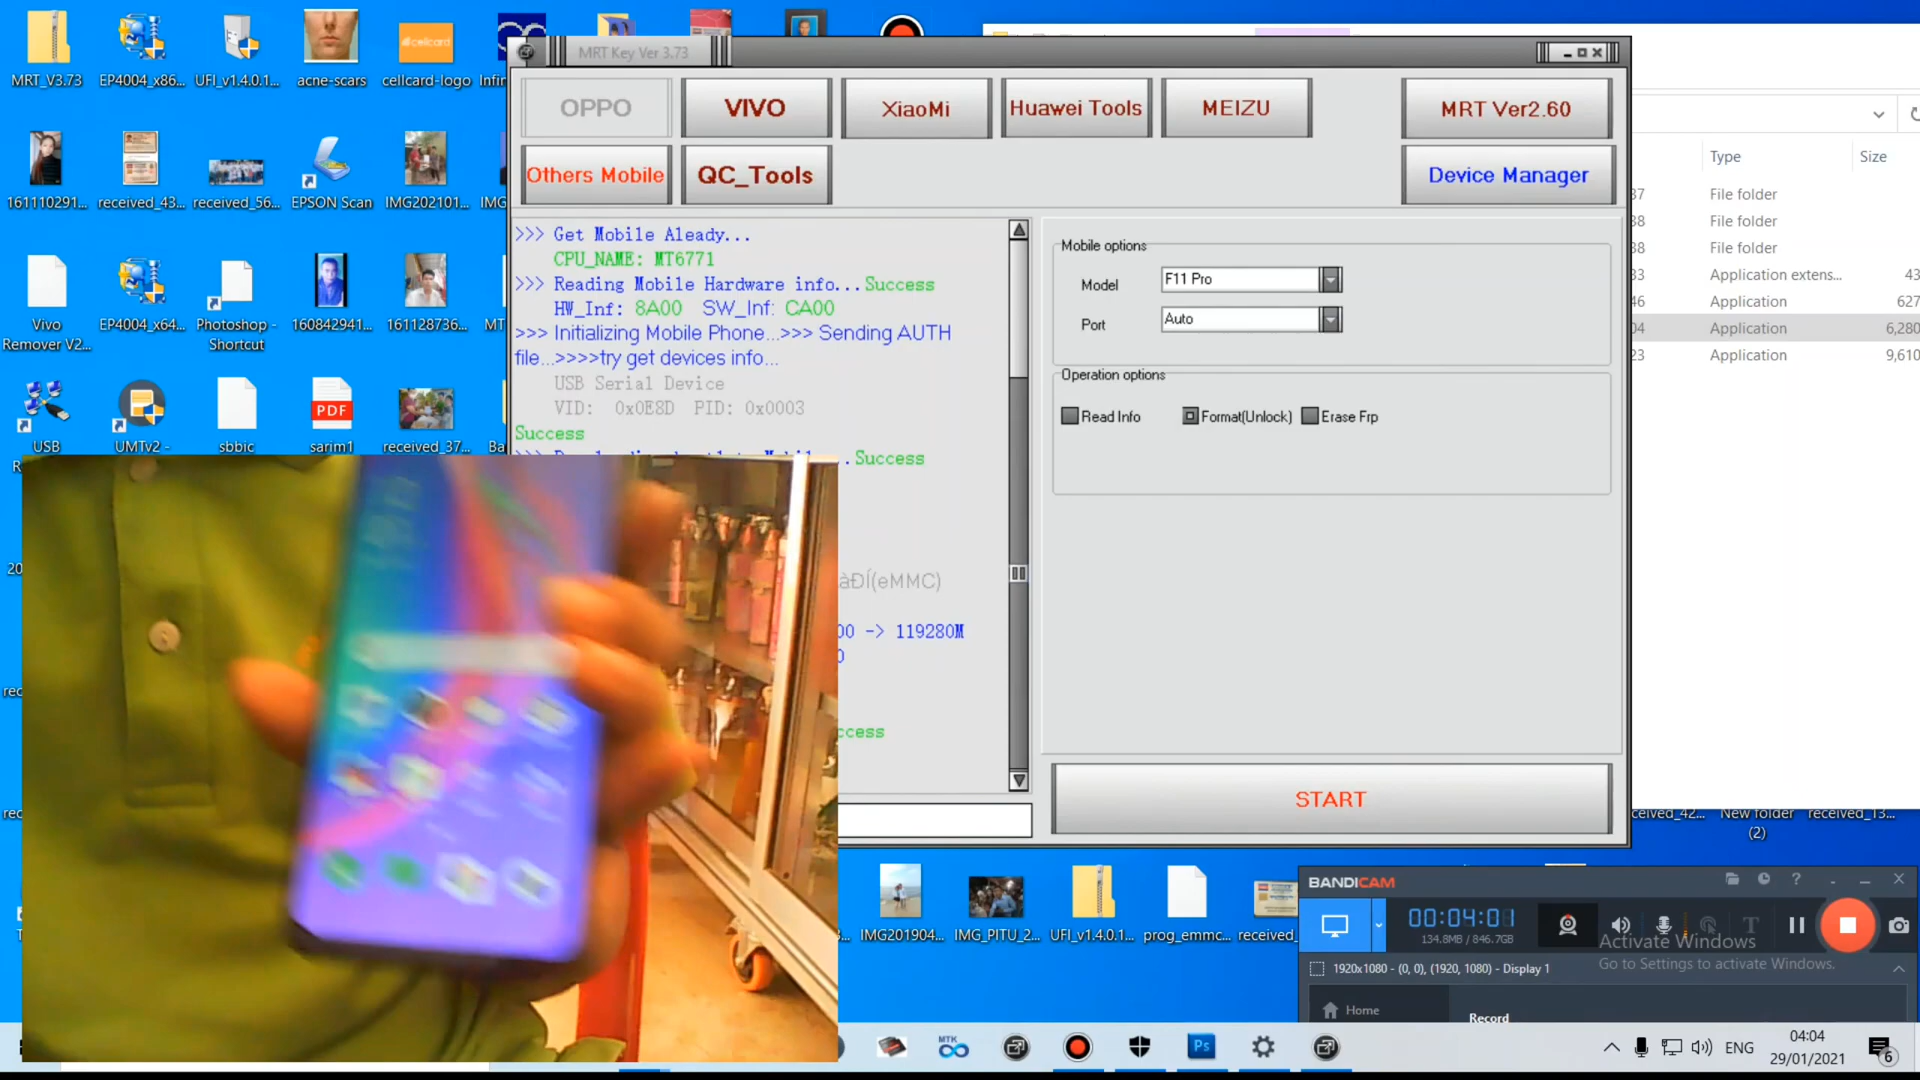 MRT_V3.73
EP4004_x86...
UFI_v1.4.0.1...
acne-scars
cellcard-logo
MRT Key Ver 3.73
OPPO
VIVO
XiaoMi
Huawei Tools
MEIZU
MRT Ver2.60
Others Mobile
QC_Tools
Device Manager
Type
Size
161110291...
received_43...
received_56...
EPSON Scan
IMG202101...
>>> Get Mobile Aleady...
CPU_NAME: MT6771
>>> Reading Mobile Hardware info...Success
HW_Inf: 8A00 SW_Inf: CA00
>>> Initializing Mobile Phone...>>> Sending AUTH
file...>>>>try get devices info...
USB Serial Device
VID: 0x0E8D PID: 0x0003
Success
Success
(eMMC)
-> 119280M
Mobile options
Model
F11 Pro
Port
Auto
Operation options
Read Info
Format(Unlock)
Erase Frp
START
File folder
File folder
File folder
Application extens...
43
Application
627
Application
6,280
Application
9,610
Vivo
Remover V2...
EP4004_x64...
Photoshop -
Shortcut
160842941...
161128736...
USB
UMTv2 -
sbbic
PDF
sarim1
received_37...
received_42...
New folder
(2)
received_13...
IMG201904...
IMG_PITU_2...
UFI_v1.4.0.1...
prog_emmc...
received_
BANDICAM
00:04:01
134.8MB / 846.7GB
Activate Windows
Go to Settings to activate Windows.
1920x1080 - (0, 0), (1920, 1080) - Display 1
Home
Record
MTK
Ps
ENG
04:04
29/01/2021
6